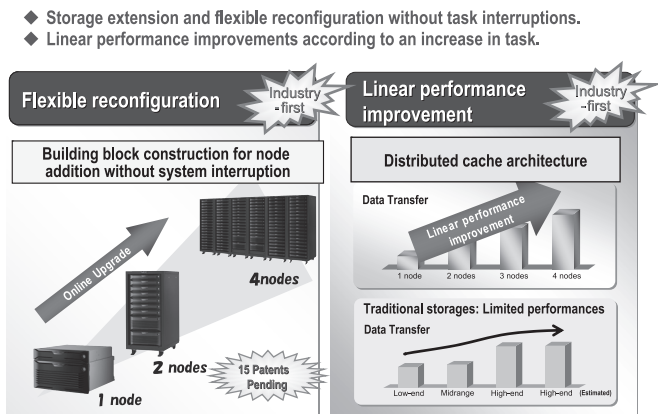 ◆ Storage extension and flexible reconfiguration without task interruptions.
◆ Linear performance improvements according to an increase in task.
Flexible reconfiguration
Industry
-first
Building block construction for node
addition without system interruption
Online Upgrade
4nodes
2 nodes
1 node
15 Patents
Pending
Linear performance
improvement
Industry
-first
Distributed cache architecture
Data Transfer
Linear performance
improvement
1 node 2 nodes 3 nodes 4 nodes
Traditional storages: Limited performances
Data Transfer
Low-end Midrange High-end High-end (Estimated)